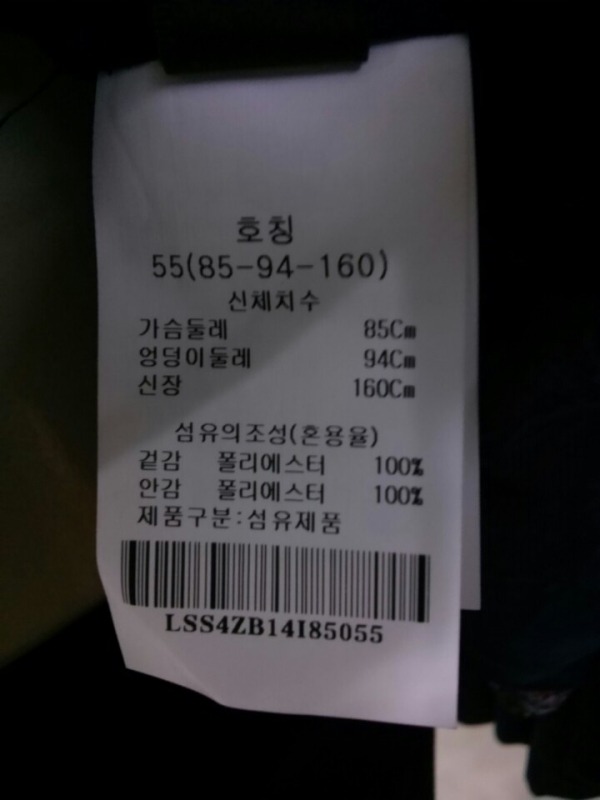 호칭
55(85-94-160)
신체치수
가슴둘레 85Cm
엉덩이둘레 94Cm
신장 160Cm
섬유의조성(혼용율)
겉감 폴리에스터 100%
안감 폴리에스터 100%
제품구분:섬유제품
LSS4ZB14I85055